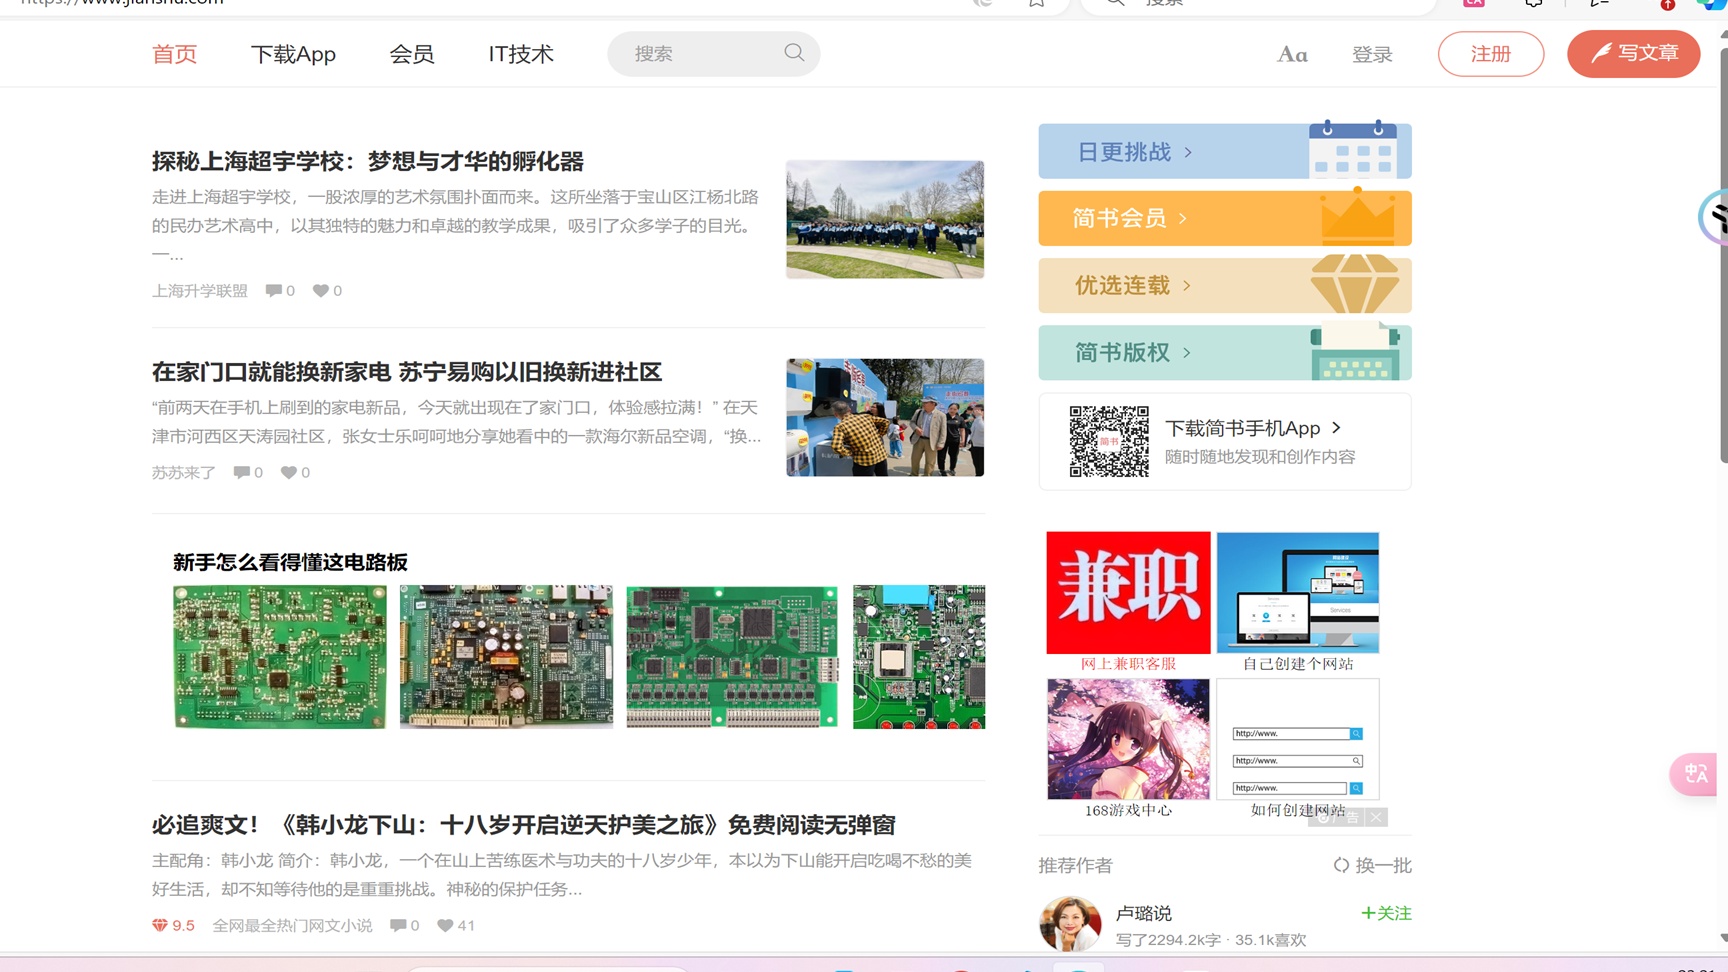 首页 下载App 会员 IT技术 搜索 Aa 登录 注册 写文章
探秘上海超宇学校：梦想与才华的孵化器
走进上海超宇学校，一股浓厚的艺术氛围扑面而来。这所坐落于宝山区江杨北路
的民办艺术高中，以其独特的魅力和卓越的教学成果，吸引了众多学子的目光。
一...
上海升学联盟 0 0
在家门口就能换新家电 苏宁易购以旧换新进社区
“前两天在手机上刷到的家电新品，今天就出现在了家门口，体验感拉满！” 在天
津市河西区天涛园社区，张女士乐呵呵地分享她看中的一款海尔新品空调，“换...
苏苏来了 0 0
新手怎么看得懂这电路板
必追爽文！《韩小龙下山：十八岁开启逆天护美之旅》免费阅读无弹窗
主配角：韩小龙 简介：韩小龙，一个在山上苦练医术与功夫的十八岁少年，本以为下山能开启吃喝不愁的美
好生活，却不知等待他的是重重挑战。神秘的保护任务...
9.5 全网最全热门网文小说 0 41
日更挑战
简书会员
优选连载
简书版权
简书
下载简书手机App
随时随地发现和创作内容
兼职
Services
网上兼职客服 自己创建个网站
http://www.
http://www.
http://www.
168游戏中心 如何创建网站
广告
推荐作者 换一批
卢璐说 +关注
写了2294.2k字 · 35.1k喜欢